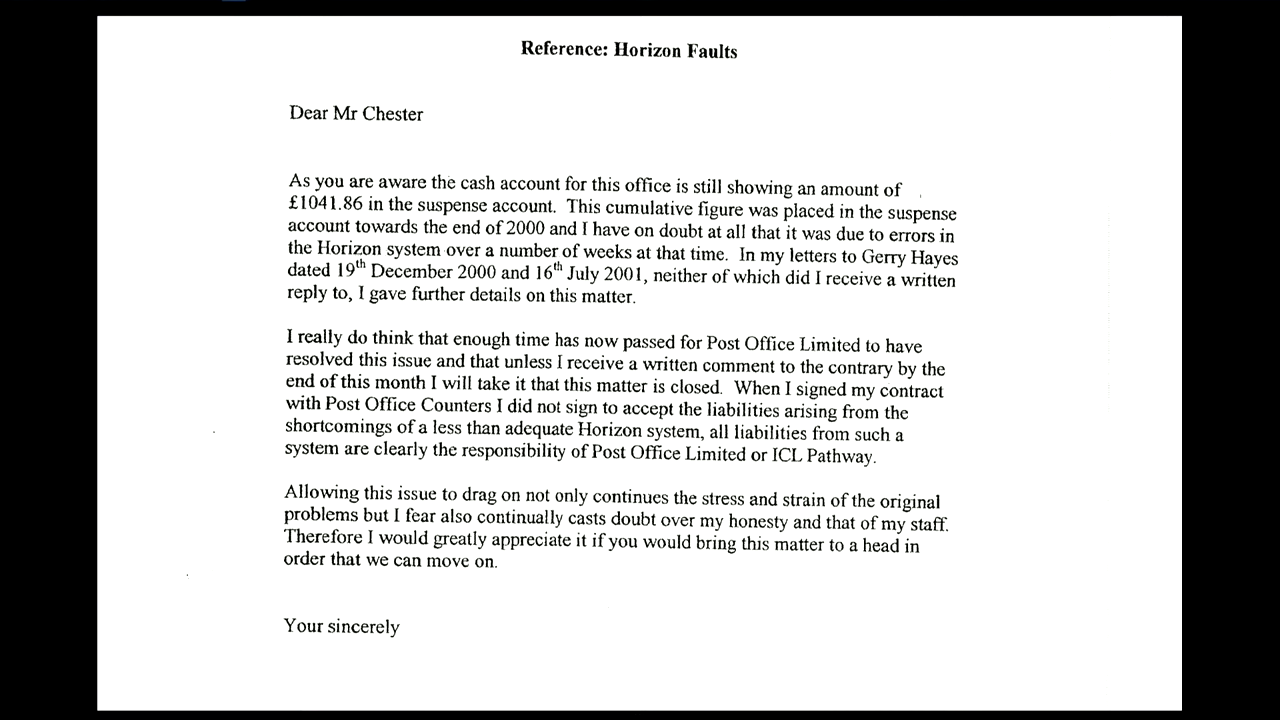 Reference: Horizon Faults
Dear Mr Chester
As you are aware the cash account for this office is still showing an amount of
£1041.86 in the suspense account. This cumulative figure was placed in the suspense
account towards the end of 2000 and I have on doubt at all that it was due to errors in
the Horizon system over a number of weeks at that time. In my letters to Gerry Hayes
dated 19th December 2000 and 16th July 2001, neither of which did I receive a written
reply to, I gave further details on this matter.
I really do think that enough time has now passed for Post Office Limited to have
resolved this issue and that unless I receive a written comment to the contrary by the
end of this month I will take it that this matter is closed. When I signed my contract
with Post Office Counters I did not sign to accept the liabilities arising from the
shortcomings of a less than adequate Horizon system, all liabilities from such a
system are clearly the responsibility of Post Office Limited or ICL Pathway.
Allowing this issue to drag on not only continues the stress and strain of the original
problems but I fear also continually casts doubt over my honesty and that of my staff.
Therefore I would greatly appreciate it if you would bring this matter to a head in
order that we can move on.
Your sincerely